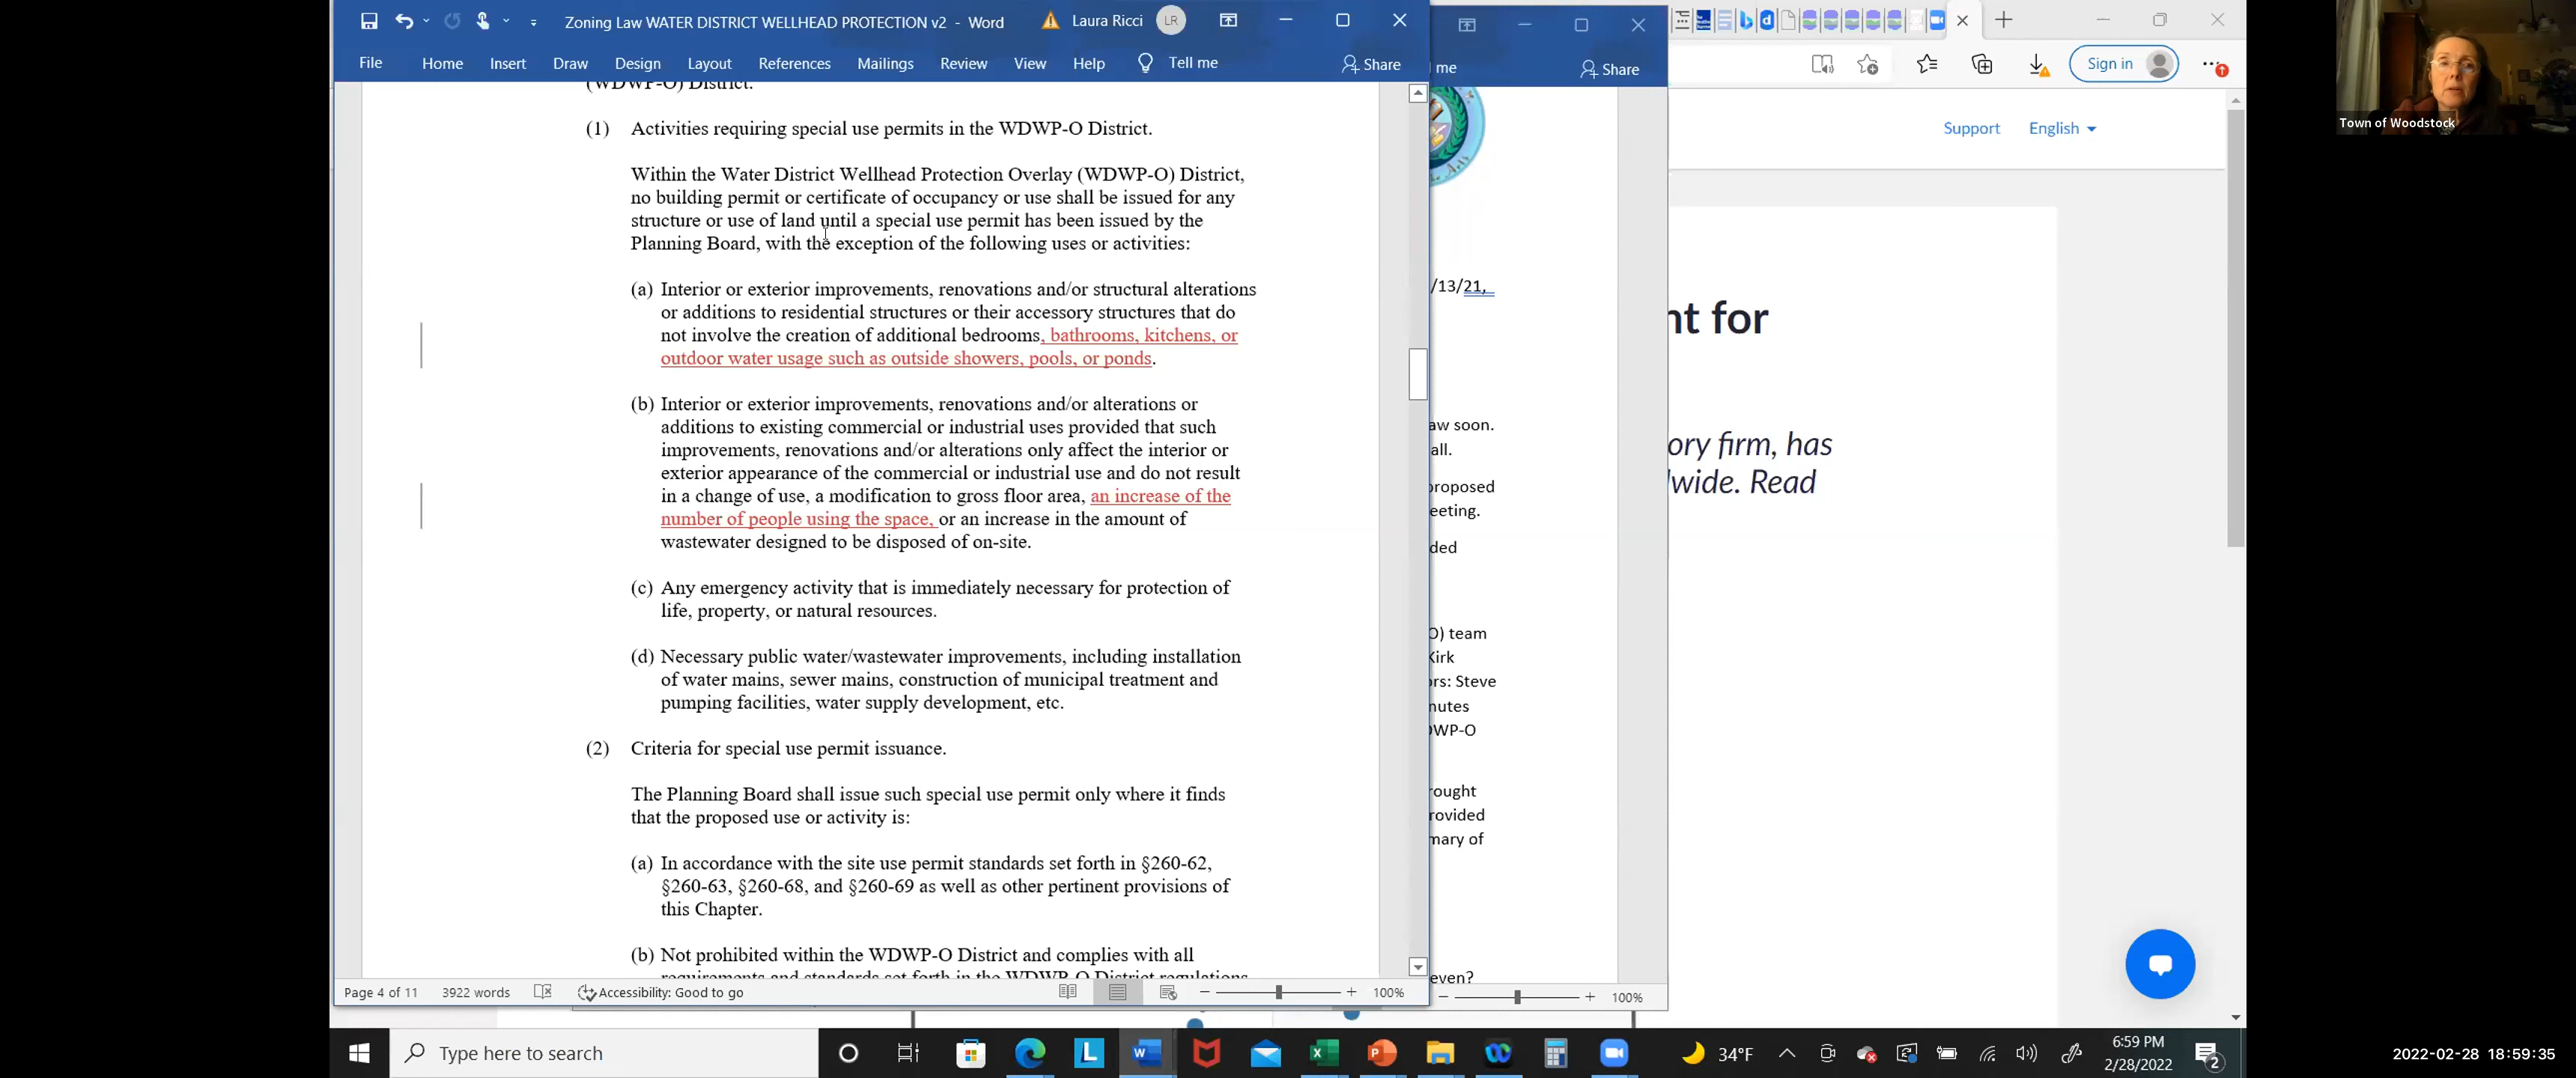 Zoning Law WATER DISTRICT WELLHEAD PROTECTION v2 - Word
Laura Ricci
LR
File Home Insert Draw Design Layout References Mailings Review View Help Tell me Share
me Share
Sign in
Support English
Town of Woodstock
(WDWP-O) District.
(1) Activities requiring special use permits in the WDWP-O District.
Within the Water District Wellhead Protection Overlay (WDWP-O) District,
no building permit or certificate of occupancy or use shall be issued for any
structure or use of land until a special use permit has been issued by the
Planning Board, with the exception of the following uses or activities:
(a) Interior or exterior improvements, renovations and/or structural alterations
or additions to residential structures or their accessory structures that do
not involve the creation of additional bedrooms, bathrooms, kitchens, or
outdoor water usage such as outside showers, pools, or ponds.
(b) Interior or exterior improvements, renovations and/or alterations or
additions to existing commercial or industrial uses provided that such
improvements, renovations and/or alterations only affect the interior or
exterior appearance of the commercial or industrial use and do not result
in a change of use, a modification to gross floor area, an increase of the
number of people using the space, or an increase in the amount of
wastewater designed to be disposed of on-site.
(c) Any emergency activity that is immediately necessary for protection of
life, property, or natural resources.
(d) Necessary public water/wastewater improvements, including installation
of water mains, sewer mains, construction of municipal treatment and
pumping facilities, water supply development, etc.
(2) Criteria for special use permit issuance.
The Planning Board shall issue such special use permit only where it finds
that the proposed use or activity is:
(a) In accordance with the site use permit standards set forth in §260-62,
§260-63, §260-68, and §260-69 as well as other pertinent provisions of
this Chapter.
(b) Not prohibited within the WDWP-O District and complies with all
requirements and standards set forth in the WDWP-O District regulations
/13/21,
aw soon.
all.
proposed
eeting.
ded
O) team
Kirk
ors: Steve
nutes
DWP-O
rought
rovided
mary of
even?
nt for
ory firm, has
wide. Read
Page 4 of 11 3922 words Accessibility: Good to go 100%
100%
Type here to search
34°F
6:59 PM
2/28/2022
2
2022-02-28 18:59:35